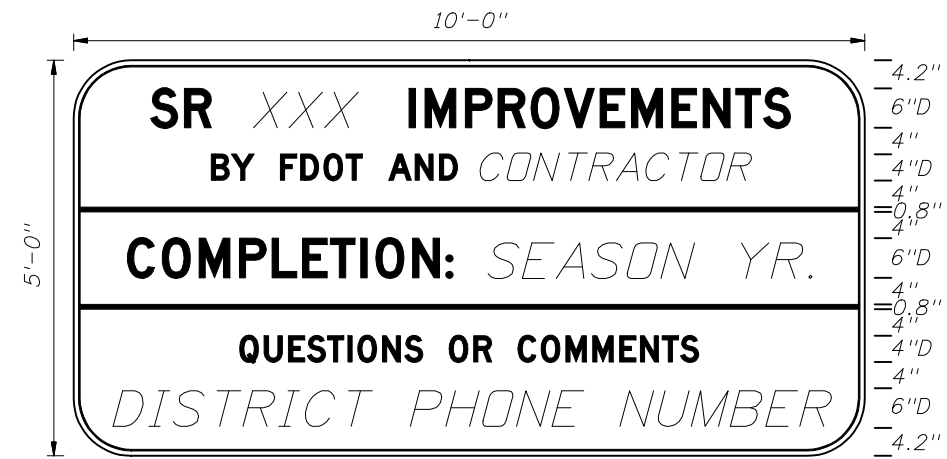 10'-0"
5'-0"
SR XXX IMPROVEMENTS
BY FDOT AND CONTRACTOR
COMPLETION: SEASON YR.
QUESTIONS OR COMMENTS
DISTRICT PHONE NUMBER
4.2"
6"D
4"
4"D
4"
0.8"
4"
6"D
4"
0.8"
4"
4"D
4"
6"D
4.2"